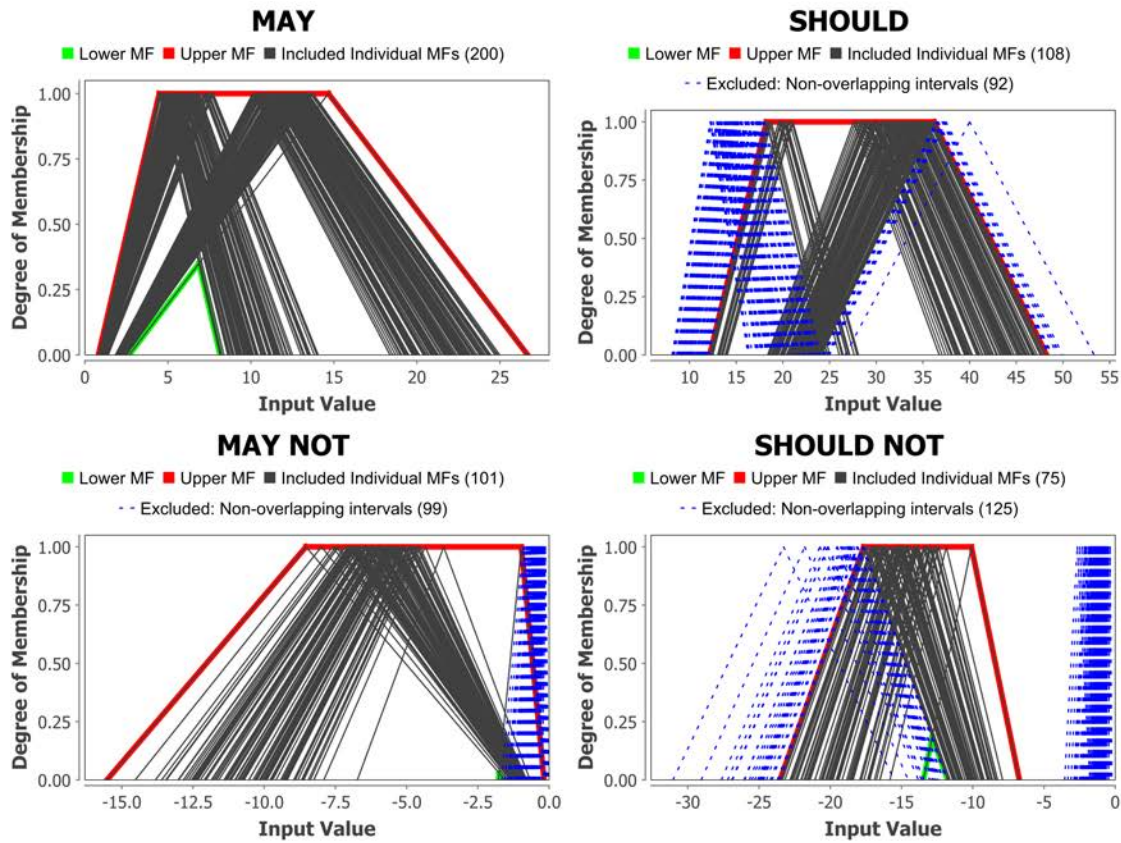 MAY
Lower MF Upper MF Included Individual MFs (200)
1.00
0.75
0.50
0.25
0.00
Degree of Membership
0 5 10 15 20 25
Input Value
SHOULD
Lower MF Upper MF Included Individual MFs (108)
Excluded: Non-overlapping intervals (92)
1.00
0.75
0.50
0.25
0.00
Degree of Membership
10 15 20 25 30 35 40 45 50 55
Input Value
MAY NOT
Lower MF Upper MF Included Individual MFs (101)
Excluded: Non-overlapping intervals (99)
1.00
0.75
0.50
0.25
0.00
Degree of Membership
-15.0 -12.5 -10.0 -7.5 -5.0 -2.5 0.0
Input Value
SHOULD NOT
Lower MF Upper MF Included Individual MFs (75)
Excluded: Non-overlapping intervals (125)
1.00
0.75
0.50
0.25
0.00
Degree of Membership
-30 -25 -20 -15 -10 -5 0
Input Value